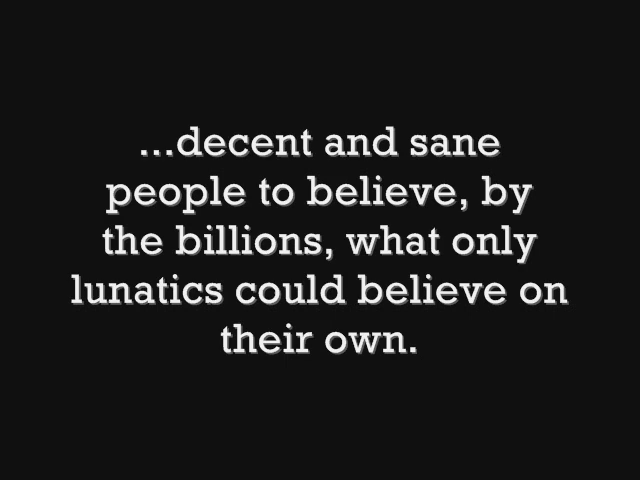 ...decent and sane
people to believe, by
the billions, what only
lunatics could believe on
their own.